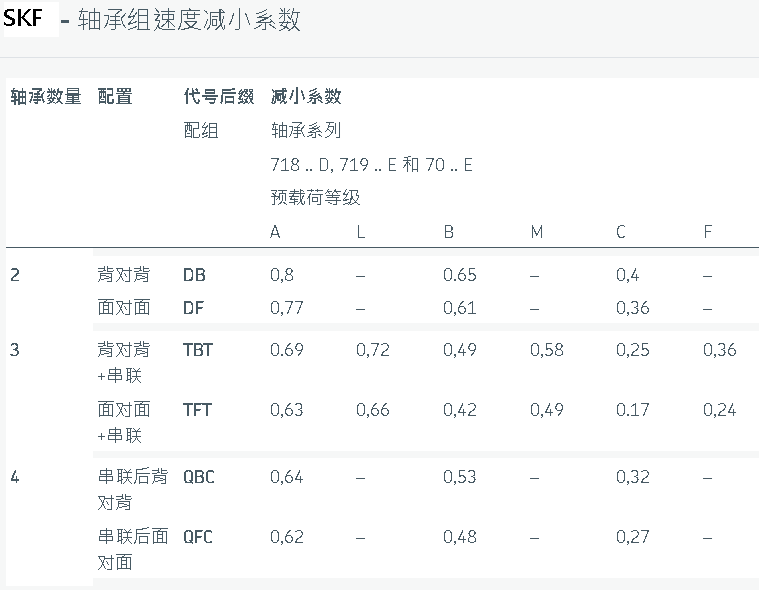 SKF - 轴承组速度减小系数
轴承数量 配置 代号后缀 减小系数
配组 轴承系列
718 .. D, 719 .. E 和 70 .. E
预载荷等级
A L B M C F
2 背对背 DB 0,8 – 0.65 – 0,4 –
面对面 DF 0,77 – 0,61 – 0,36 –
3 背对背 TBT 0.69 0,72 0,49 0,58 0,25 0,36
+串联
面对面 TFT 0,63 0,66 0,42 0,49 0.17 0,24
+串联
4 串联后背 QBC 0,64 – 0,53 – 0,32 –
对背
串联后面 QFC 0,62 – 0,48 – 0,27 –
对面